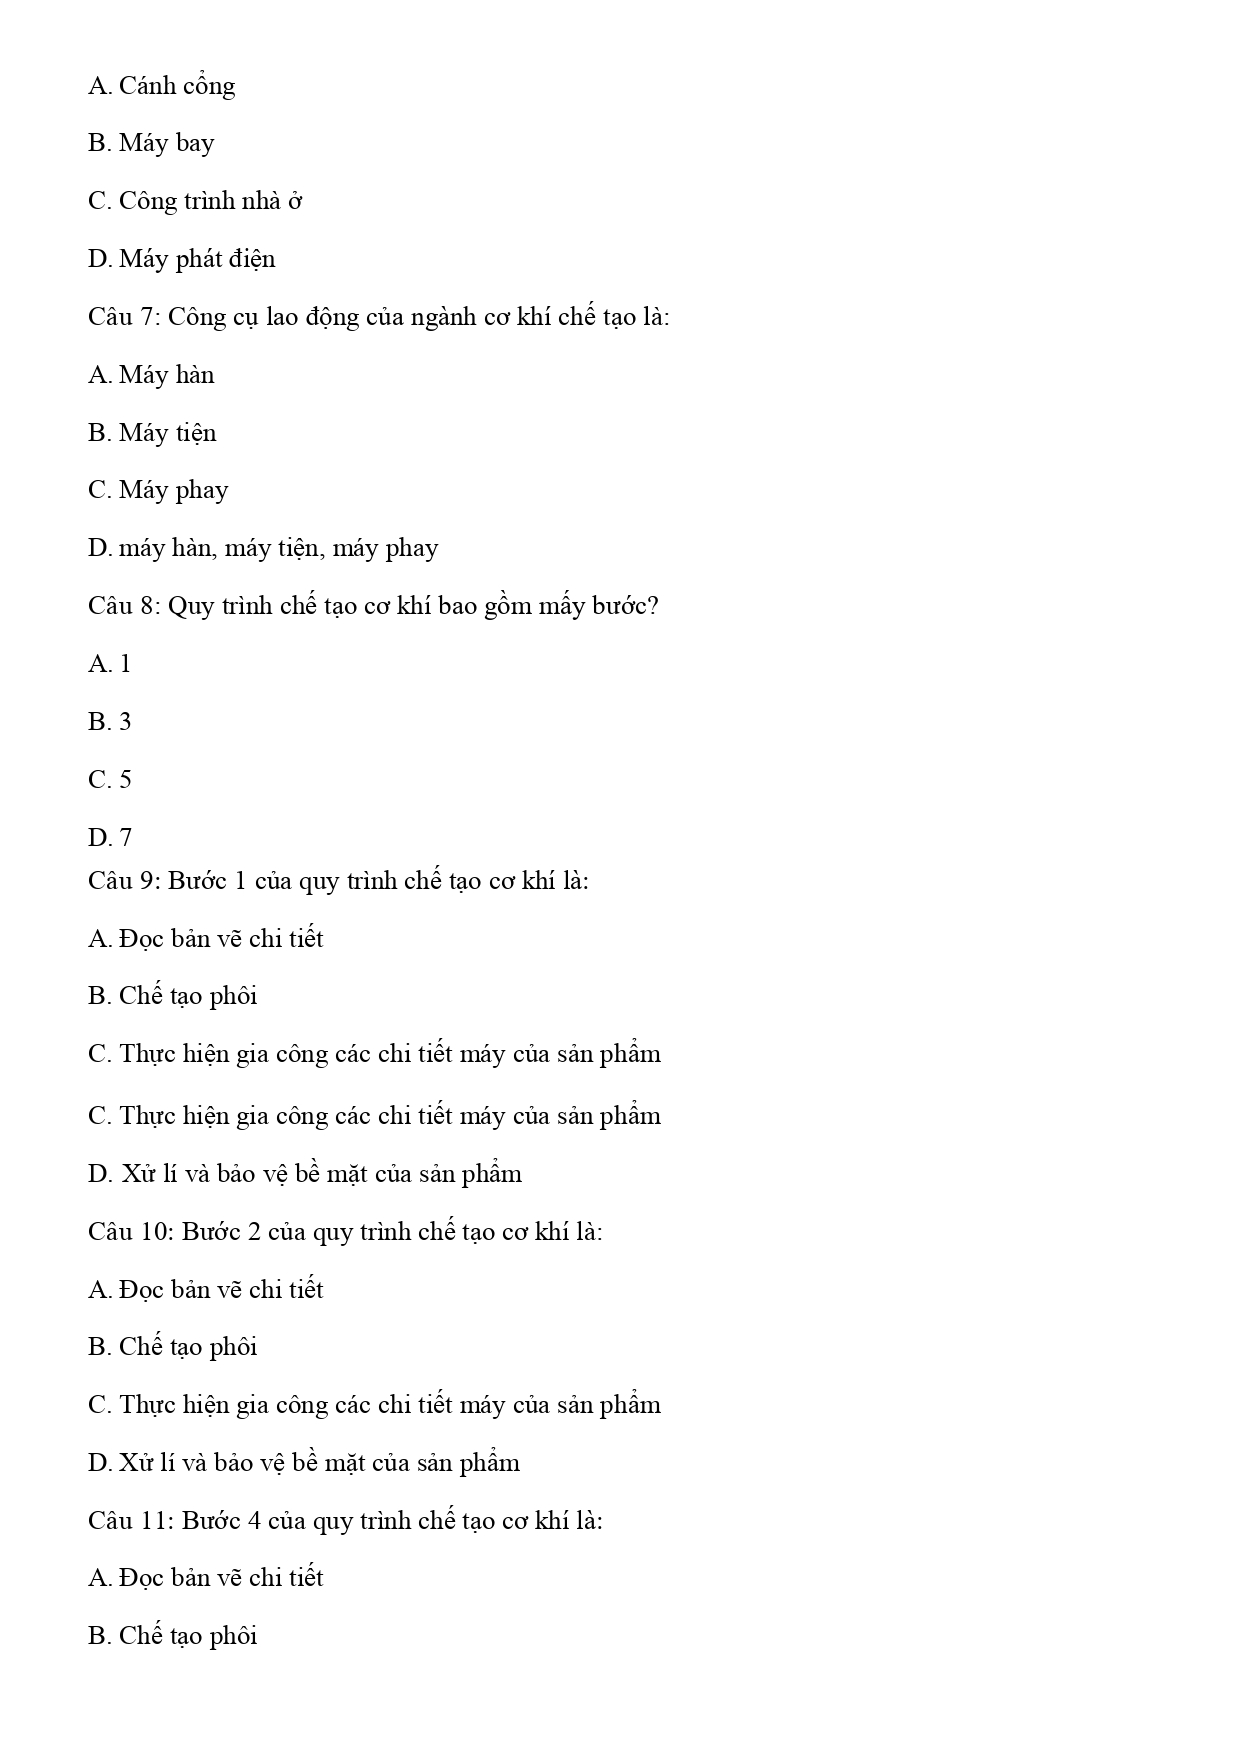 A. Cánh cổng
B. Máy bay
C. Công trình nhà ở
D. Máy phát điện
Câu 7: Công cụ lao động của ngành cơ khí chế tạo là:
A. Máy hàn
B. Máy tiện
C. Máy phay
D. máy hàn, máy tiện, máy phay
Câu 8: Quy trình chế tạo cơ khí bao gồm mấy bước?
A. 1
B. 3
C. 5
D. 7
Câu 9: Bước 1 của quy trình chế tạo cơ khí là:
A. Đọc bản vẽ chi tiết
B. Chế tạo phôi
C. Thực hiện gia công các chi tiết máy của sản phẩm
C. Thực hiện gia công các chi tiết máy của sản phẩm
D. Xử lí và bảo vệ bề mặt của sản phẩm
Câu 10: Bước 2 của quy trình chế tạo cơ khí là:
A. Đọc bản vẽ chi tiết
B. Chế tạo phôi
C. Thực hiện gia công các chi tiết máy của sản phẩm
D. Xử lí và bảo vệ bề mặt của sản phẩm
Câu 11: Bước 4 của quy trình chế tạo cơ khí là:
A. Đọc bản vẽ chi tiết
B. Chế tạo phôi